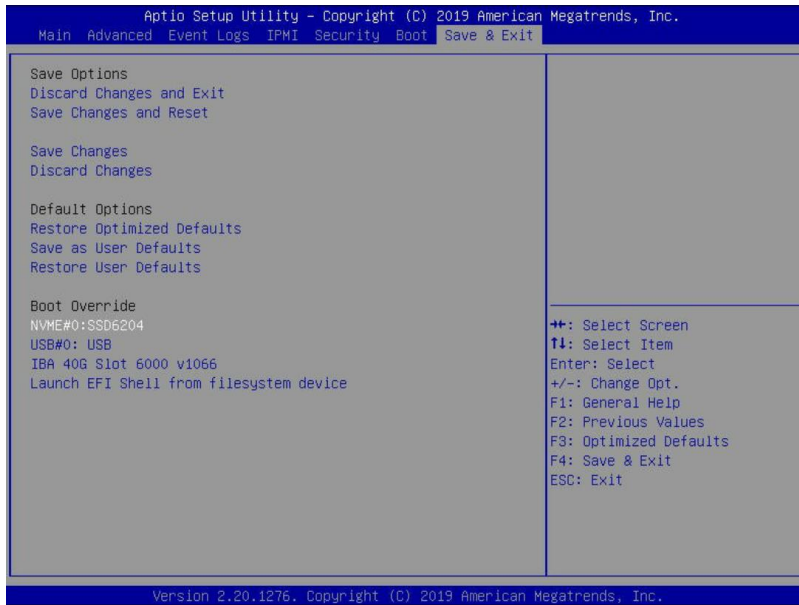 Aptio Setup Utility – Copyright (C) 2019 American Megatrends, Inc.
Main Advanced Event Logs IPMI Security Boot Save & Exit
Save Options
Discard Changes and Exit
Save Changes and Reset
Save Changes
Discard Changes
Default Options
Restore Optimized Defaults
Save as User Defaults
Restore User Defaults
Boot Override
NVME#0:SSD6204
USB#0: USB
IBA 40G Slot 6000 v1066
Launch EFI Shell from filesystem device
→←: Select Screen
↑↓: Select Item
Enter: Select
+/-: Change Opt.
F1: General Help
F2: Previous Values
F3: Optimized Defaults
F4: Save & Exit
ESC: Exit
Version 2.20.1276. Copyright (C) 2019 American Megatrends, Inc.